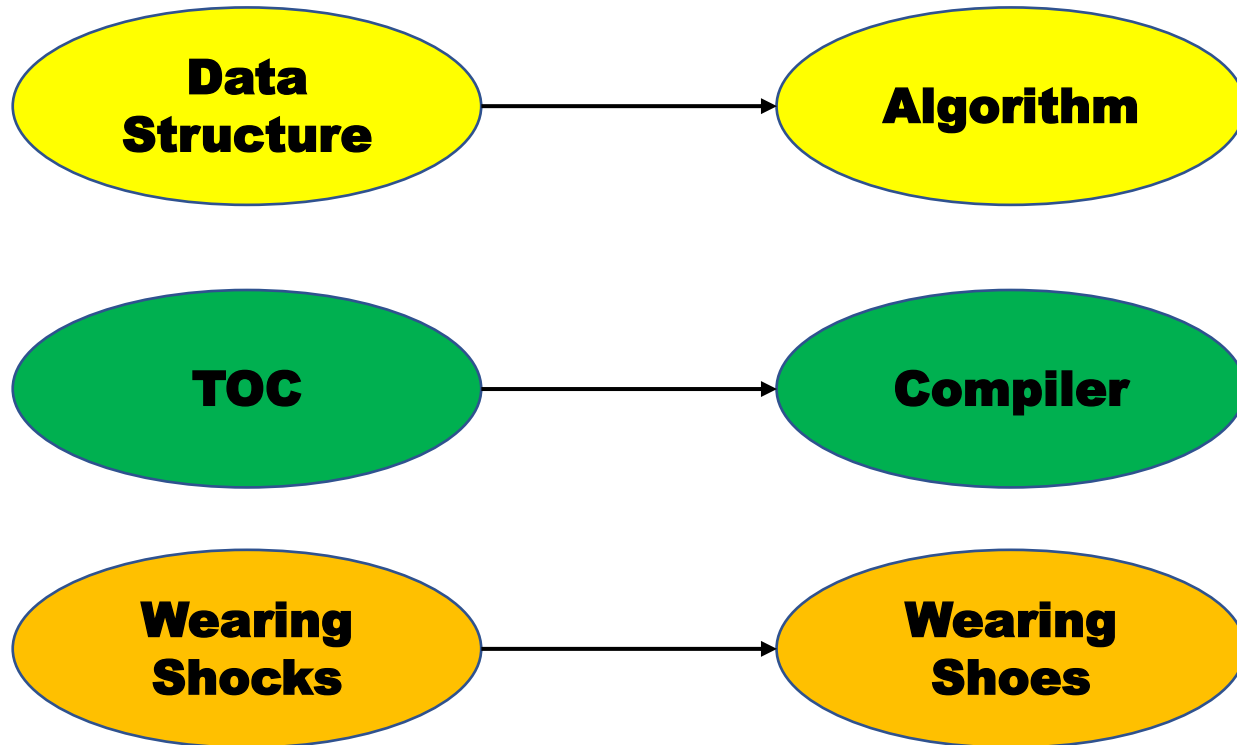 Data
Structure
Algorithm
TOC
Compiler
Wearing
Shocks
Wearing
Shoes